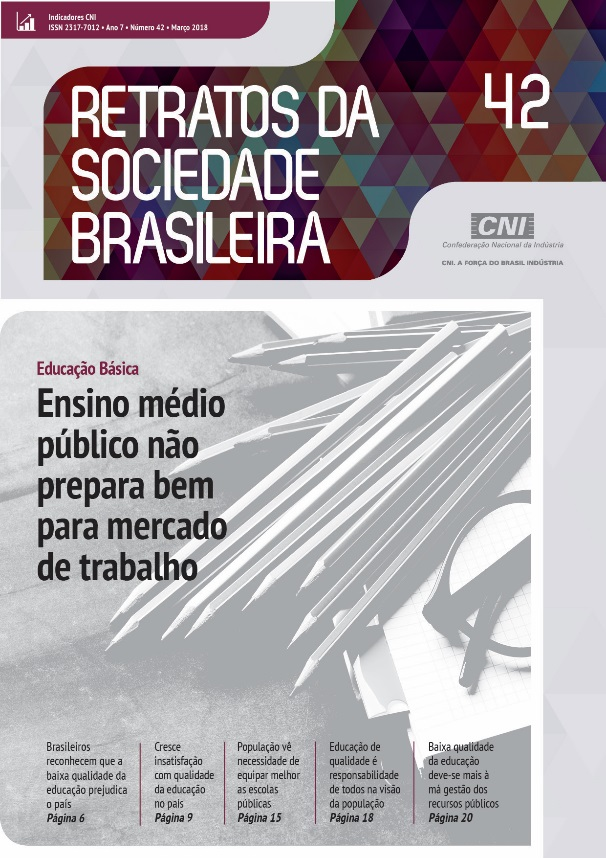 Indicadores CNI
ISSN 2317-7012 • Ano 7 • Número 42 • Março 2018
RETRATOS DA
SOCIEDADE
BRASILEIRA
42
CNI
Confederação Nacional da Indústria
CNI. A FORÇA DO BRASIL INDÚSTRIA
Educação Básica
Ensino médio
público não
prepara bem
para mercado
de trabalho
Brasileiros
reconhecem que a
baixa qualidade da
educação prejudica
o país
Página 6
Cresce
insatisfação
com qualidade
da educação
no país
Página 9
População vê
necessidade de
equipar melhor
as escolas
públicas
Página 15
Educação de
qualidade é
responsabilidade
de todos na visão
da população
Página 18
Baixa qualidade
da educação
deve-se mais à
má gestão dos
recursos públicos
Página 20